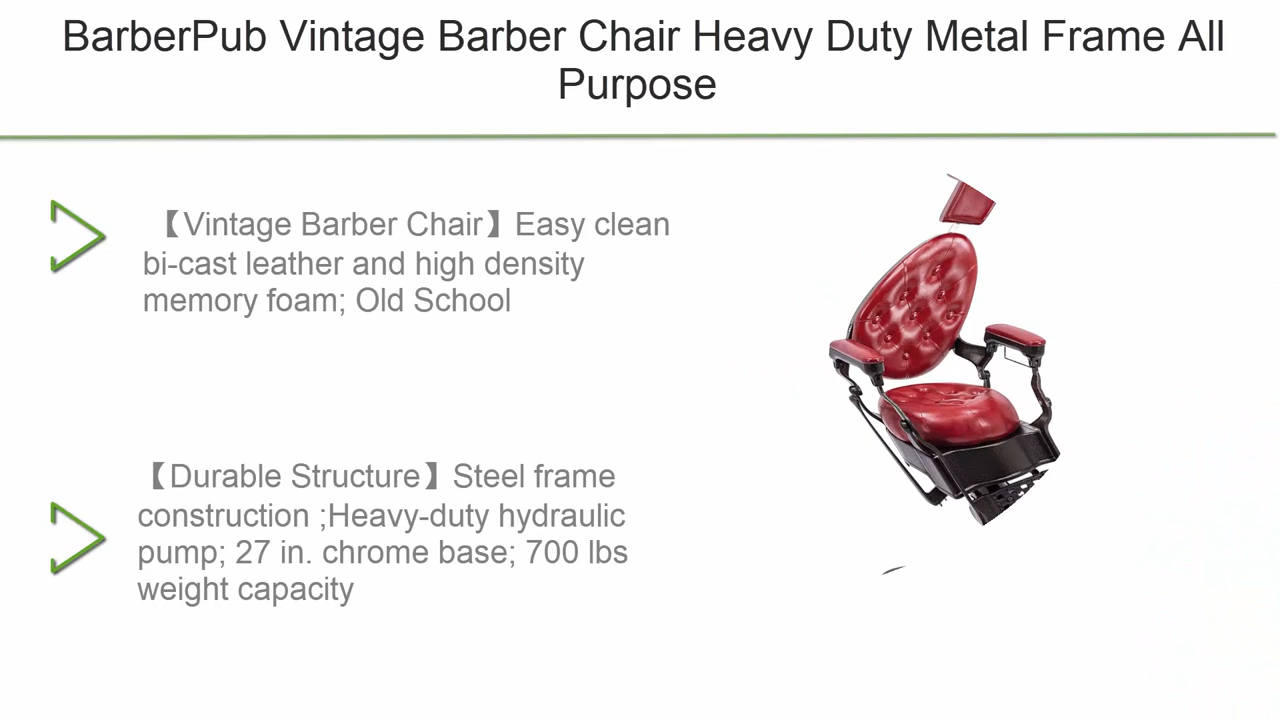 BarberPub Vintage Barber Chair Heavy Duty Metal Frame All
Purpose
【Vintage Barber Chair】Easy clean
bi-cast leather and high density
memory foam; Old School
【Durable Structure】Steel frame
construction ;Heavy-duty hydraulic
pump; 27 in. chrome base; 700 lbs
weight capacity